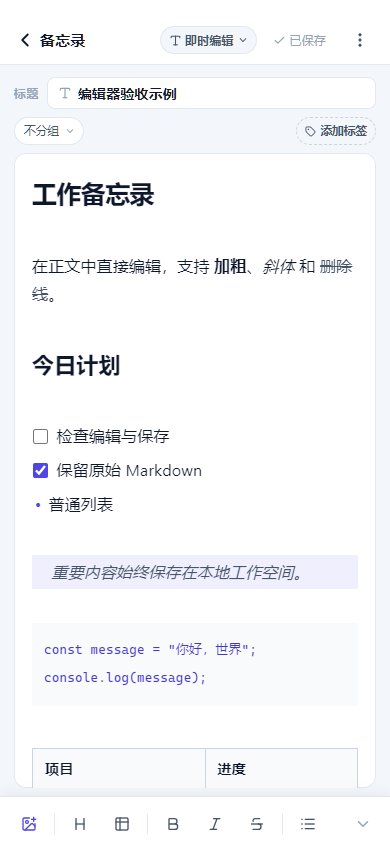 备忘录
即时编辑
已保存
标题
编辑器验收示例
不分组
添加标签
工作备忘录
在正文中直接编辑，支持 加粗、斜体 和 删除
线。
今日计划
检查编辑与保存
保留原始 Markdown
• 普通列表
重要内容始终保存在本地工作空间。
const message = "你好，世界";
console.log(message);
项目
进度
H
B
I
S